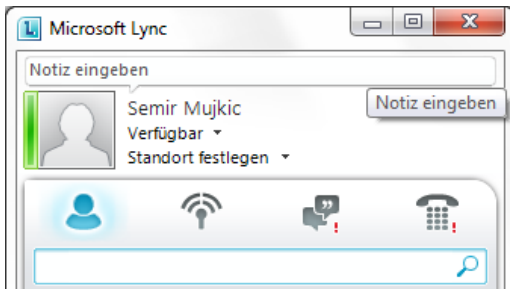 Microsoft Lync
Notiz eingeben
Notiz eingeben
Semir Mujkic
Verfügbar
Standort festlegen